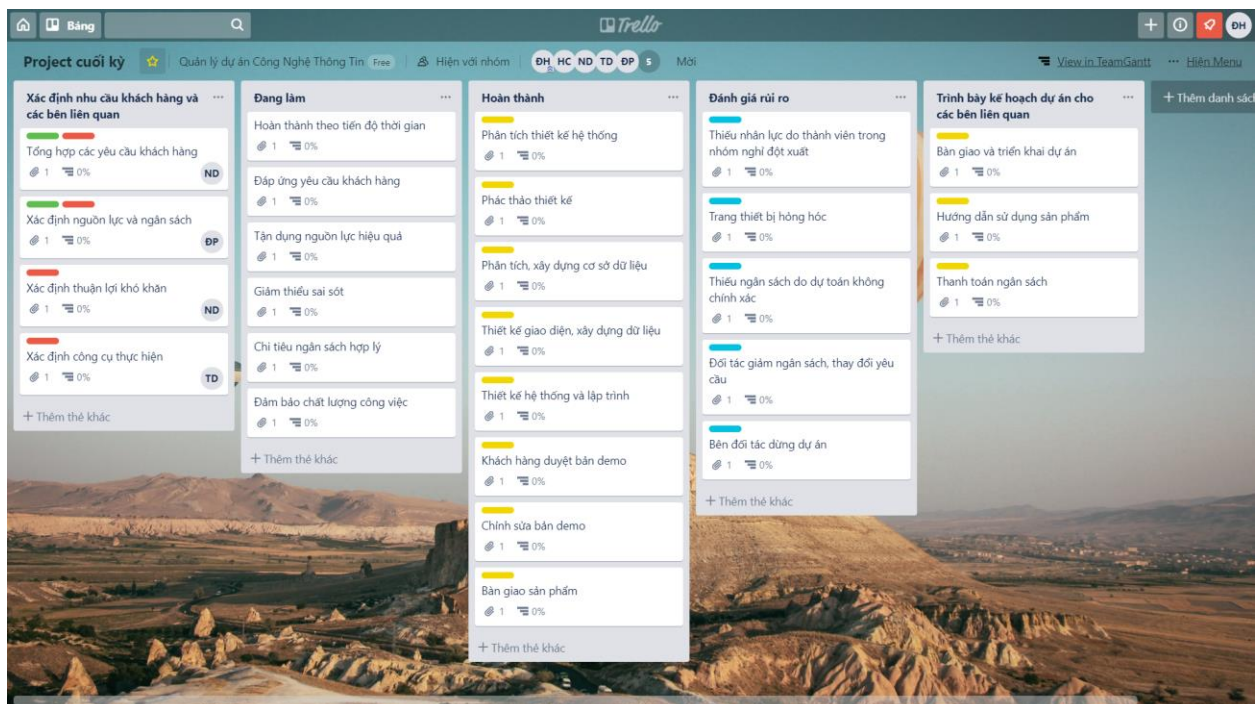 Bảng
Trello
ĐH
Project cuối kỳ
Quản lý dự án Công Nghệ Thông Tin Free
Hiện với nhóm
ĐH HC ND TD ĐP 5
Mời
View in TeamGantt
··· Hiện Menu
Xác định nhu cầu khách hàng và
các bên liên quan
Tổng hợp các yêu cầu khách hàng
1 0%
ND
Xác định nguồn lực và ngân sách
1 0%
ĐP
Xác định thuận lợi khó khăn
1 0%
ND
Xác định công cụ thực hiện
1 0%
TD
+ Thêm thẻ khác
Đang làm
Hoàn thành theo tiến độ thời gian
1 0%
Đáp ứng yêu cầu khách hàng
1 0%
Tận dụng nguồn lực hiệu quả
1 0%
Giảm thiểu sai sót
1 0%
Chi tiêu ngân sách hợp lý
1 0%
Đảm bảo chất lượng công việc
1 0%
+ Thêm thẻ khác
Hoàn thành
Phân tích thiết kế hệ thống
1 0%
Phác thảo thiết kế
1 0%
Phân tích, xây dựng cơ sở dữ liệu
1 0%
Thiết kế giao diện, xây dựng dữ liệu
1 0%
Thiết kế hệ thống và lập trình
1 0%
Khách hàng duyệt bản demo
1 0%
Chỉnh sửa bản demo
1 0%
Bàn giao sản phẩm
1 0%
+ Thêm thẻ khác
Đánh giá rủi ro
Thiếu nhân lực do thành viên trong
nhóm nghỉ đột xuất
1 0%
Trang thiết bị hỏng hóc
1 0%
Thiếu ngân sách do dự toán không
chính xác
1 0%
Đối tác giảm ngân sách, thay đổi yêu
cầu
1 0%
Bên đối tác dừng dự án
1 0%
+ Thêm thẻ khác
Trình bày kế hoạch dự án cho
các bên liên quan
Bàn giao và triển khai dự án
1 0%
Hướng dẫn sử dụng sản phẩm
1 0%
Thanh toán ngân sách
1 0%
+ Thêm thẻ khác
+ Thêm danh sách